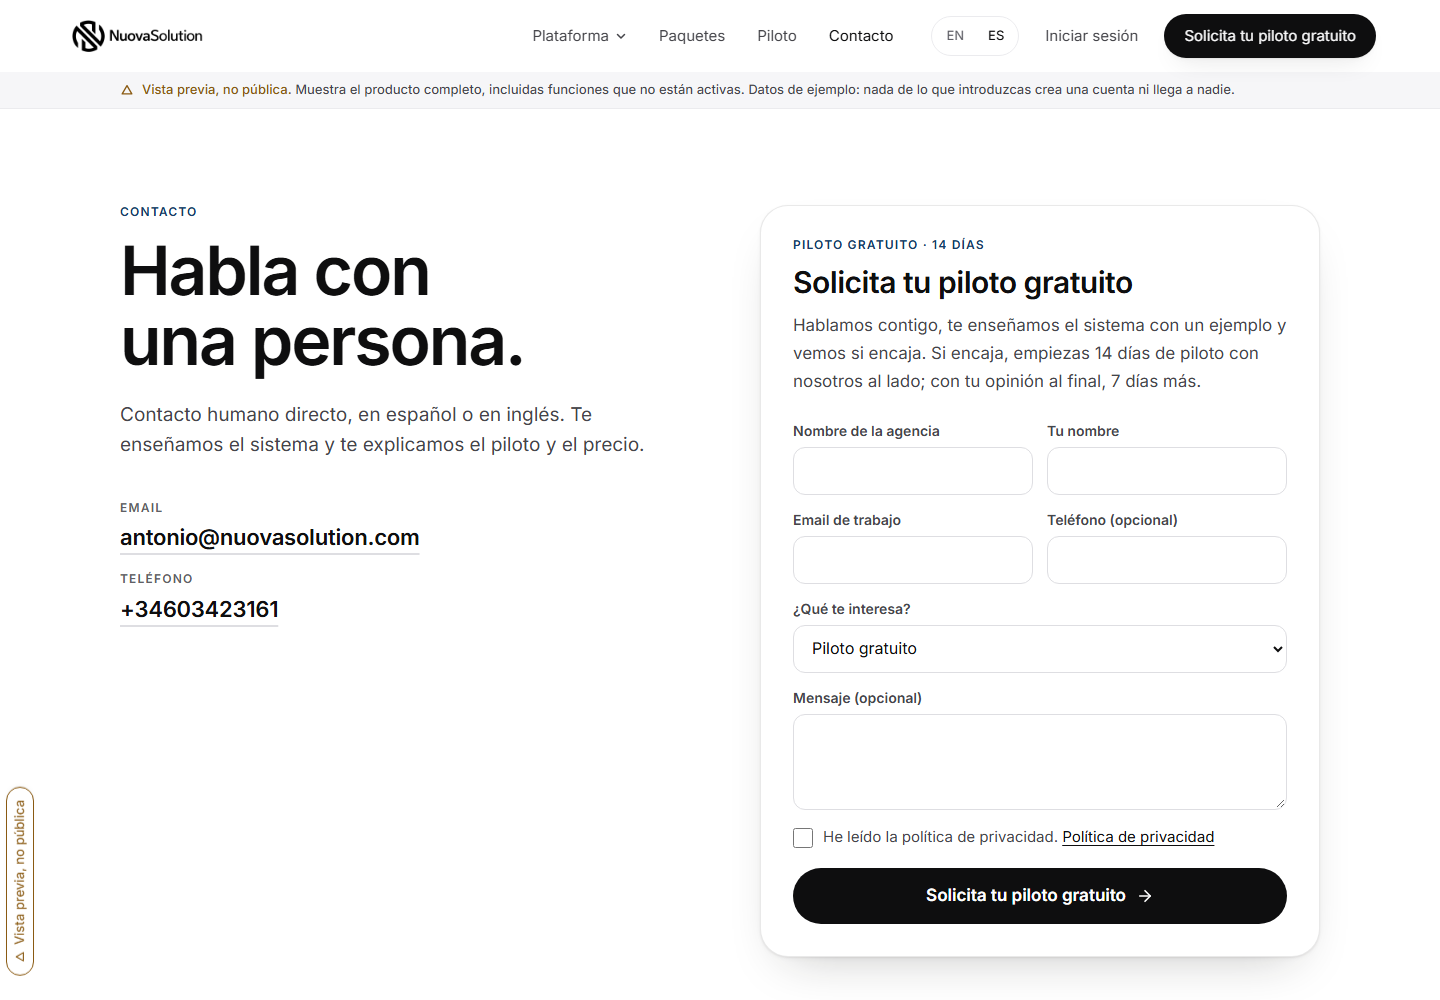 NuovaSolution
Plataforma
Paquetes
Piloto
Contacto
EN
ES
Iniciar sesión
Solicita tu piloto gratuito
Vista previa, no pública. Muestra el producto completo, incluidas funciones que no están activas. Datos de ejemplo: nada de lo que introduzcas crea una cuenta ni llega a nadie.
CONTACTO
Habla con
una persona.
Contacto humano directo, en español o en inglés. Te
enseñamos el sistema y te explicamos el piloto y el precio.
EMAIL
antonio@nuovasolution.com
TELÉFONO
+34603423161
PILOTO GRATUITO · 14 DÍAS
Solicita tu piloto gratuito
Hablamos contigo, te enseñamos el sistema con un ejemplo y
vemos si encaja. Si encaja, empiezas 14 días de piloto con
nosotros al lado; con tu opinión al final, 7 días más.
Nombre de la agencia
Tu nombre
Email de trabajo
Teléfono (opcional)
¿Qué te interesa?
Piloto gratuito
Mensaje (opcional)
He leído la política de privacidad. Política de privacidad
Solicita tu piloto gratuito
Vista previa, no pública